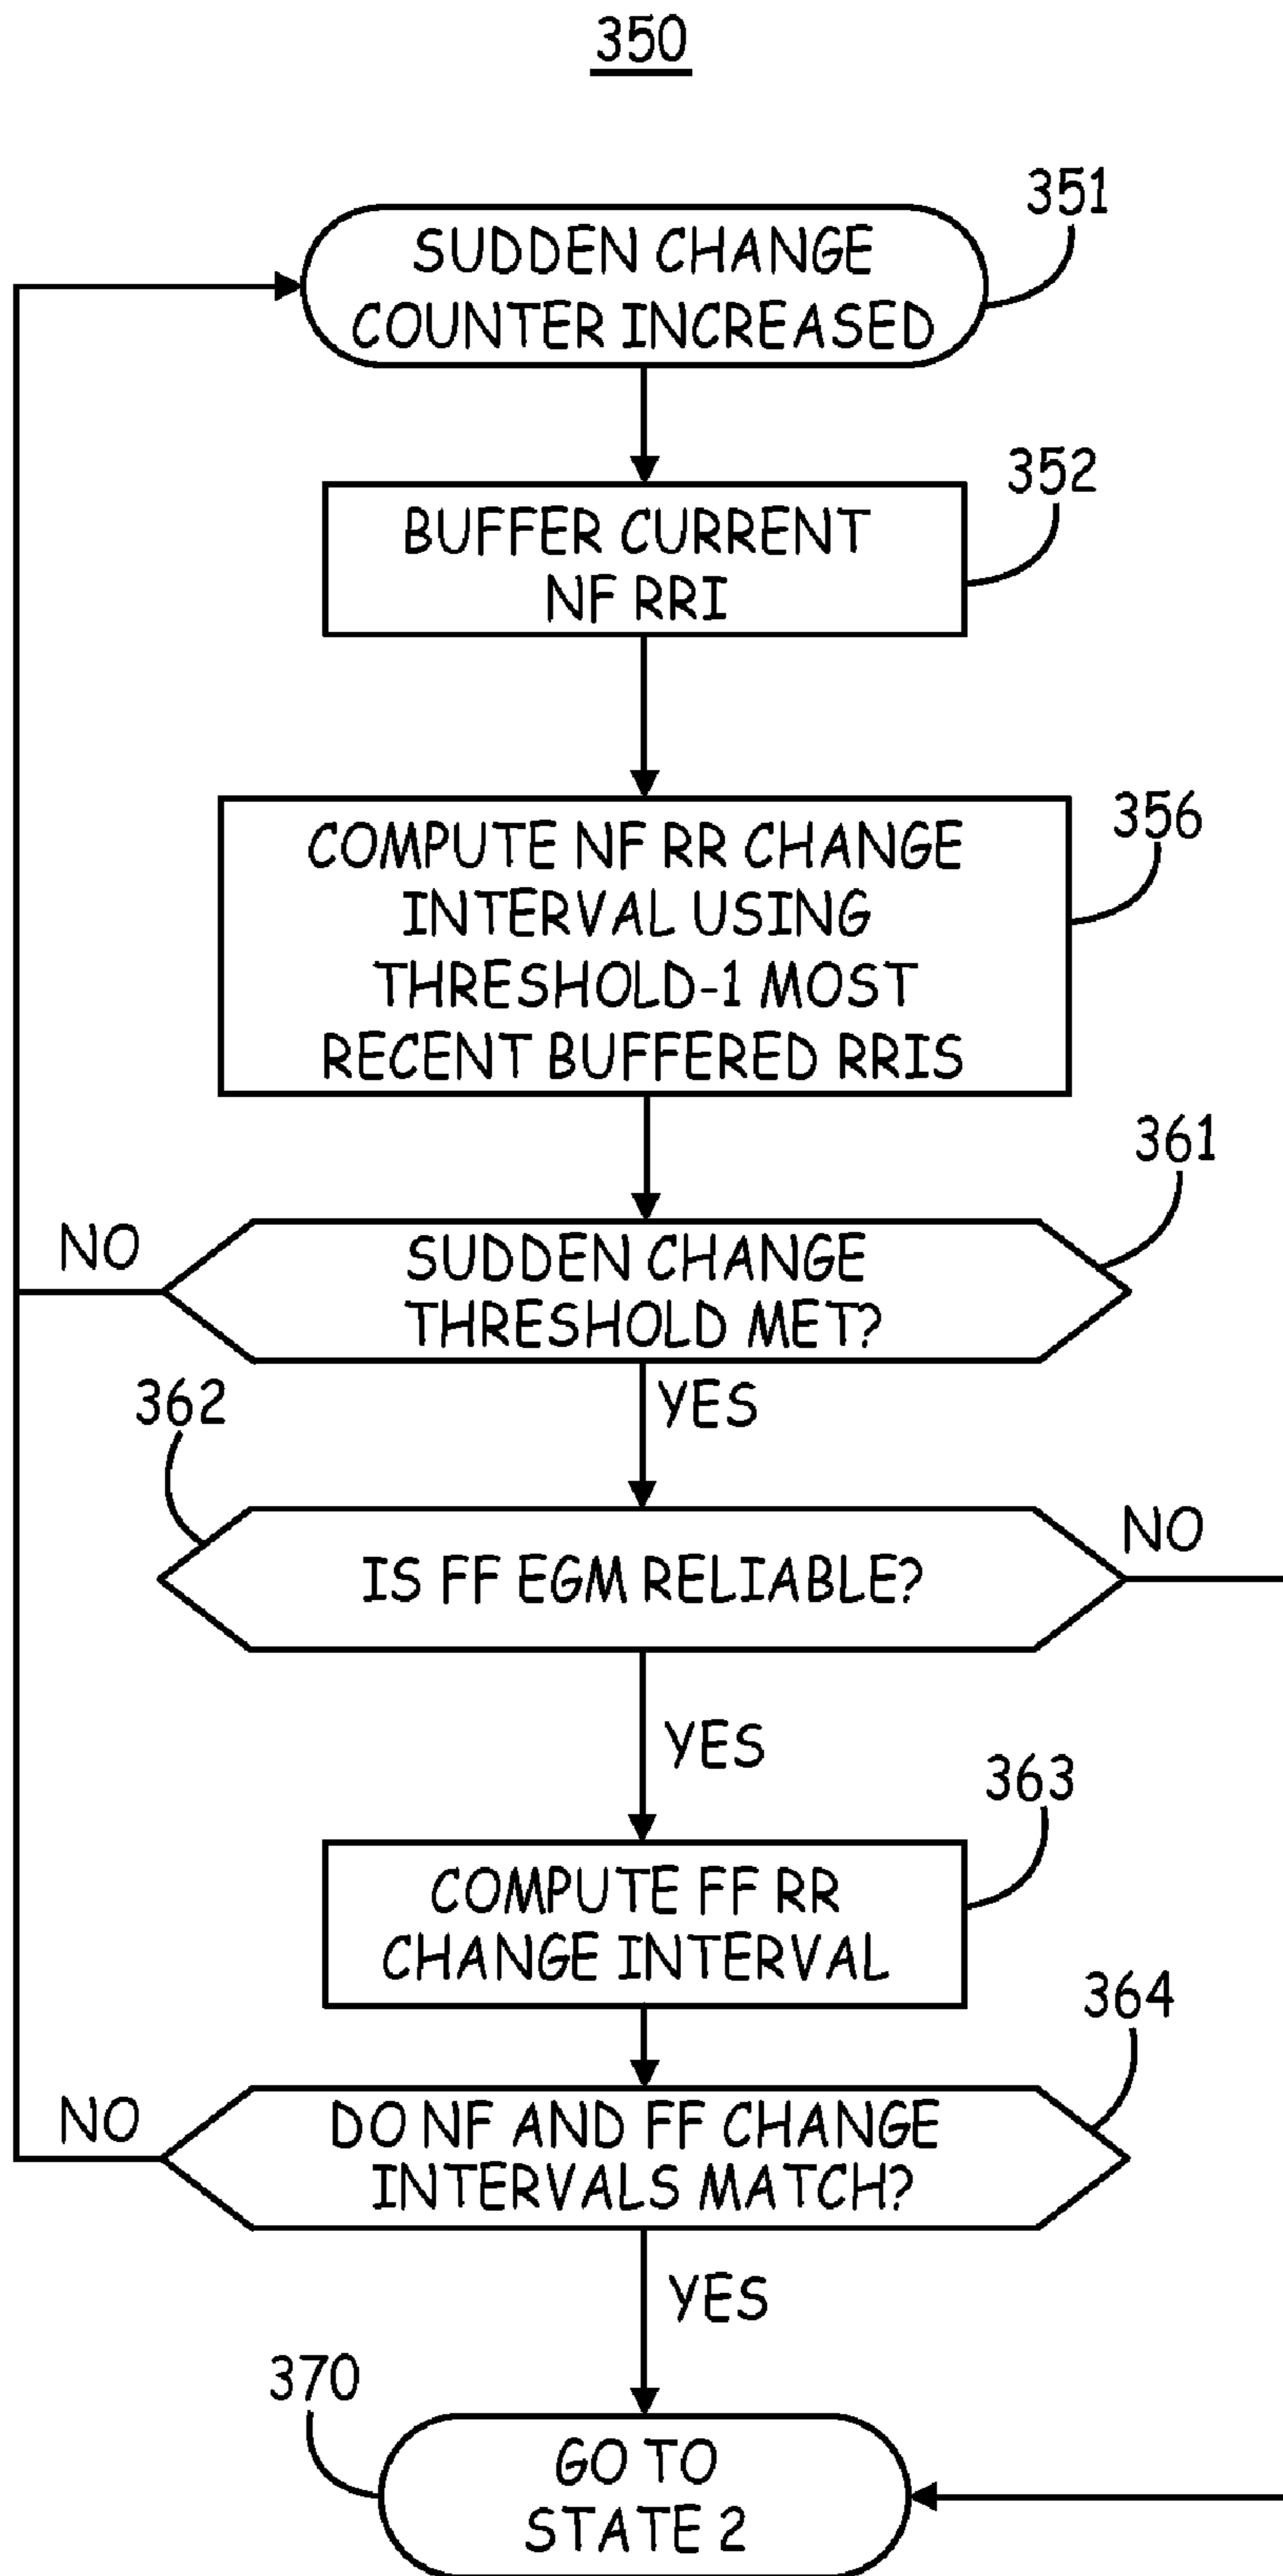 350
351
SUDDEN CHANGE
COUNTER INCREASED
352
BUFFER CURRENT
NF RRI
356
COMPUTE NF RR CHANGE
INTERVAL USING
THRESHOLD-1 MOST
RECENT BUFFERED RRIS
361
NO
SUDDEN CHANGE
THRESHOLD MET?
YES
362
NO
IS FF EGM RELIABLE?
YES
363
COMPUTE FF RR
CHANGE INTERVAL
364
NO
DO NF AND FF CHANGE
INTERVALS MATCH?
YES
370
GO TO
STATE 2